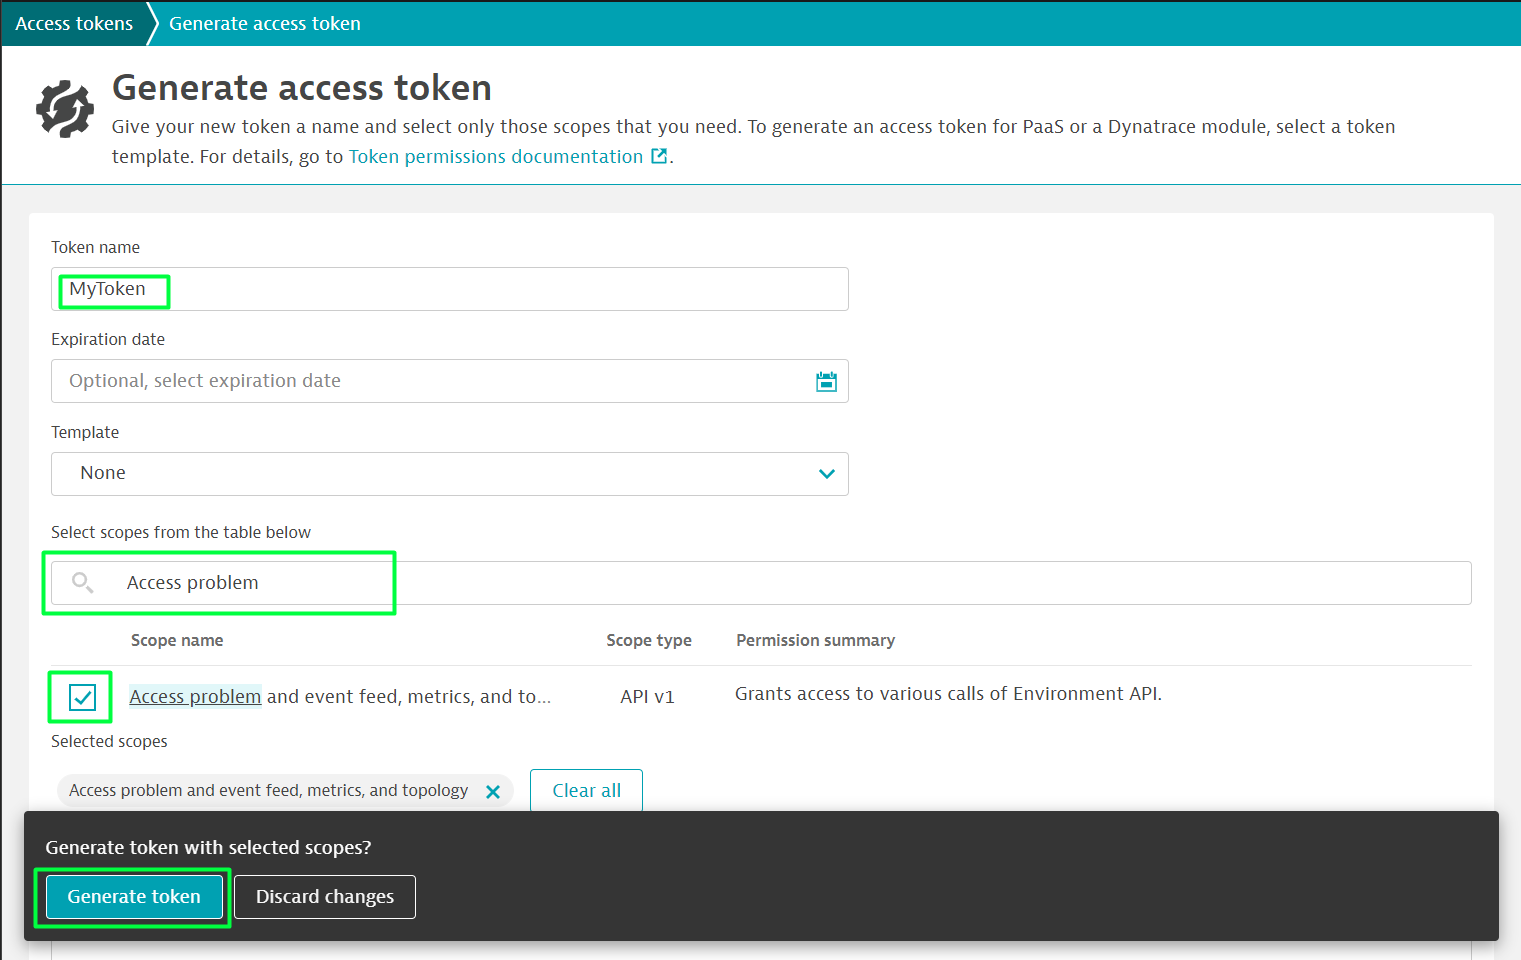 Access tokens
Generate access token
Generate access token
Give your new token a name and select only those scopes that you need. To generate an access token for PaaS or a Dynatrace module, select a token
template. For details, go to Token permissions documentation .
Token name
MyToken
Expiration date
Optional, select expiration date
Template
None
Select scopes from the table below
Access problem
Scope name Scope type Permission summary
Access problem and event feed, metrics, and to... API v1 Grants access to various calls of Environment API.
Selected scopes
Access problem and event feed, metrics, and topology
Clear all
Generate token with selected scopes?
Generate token
Discard changes